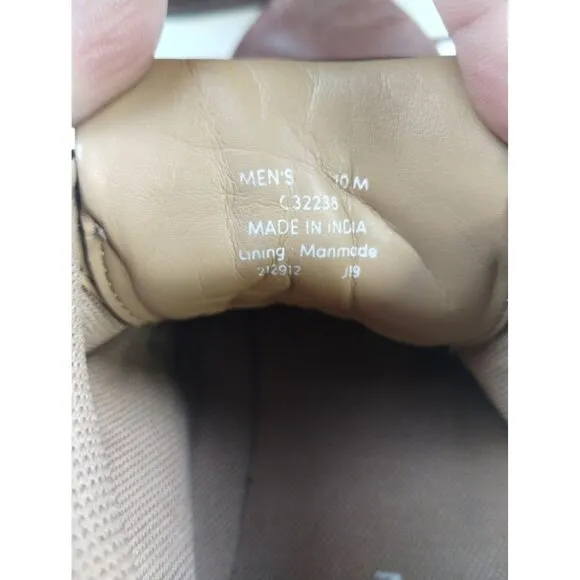 MEN'S 10 M
C32238
MADE IN INDIA
Lining : Manmade
212912 J19